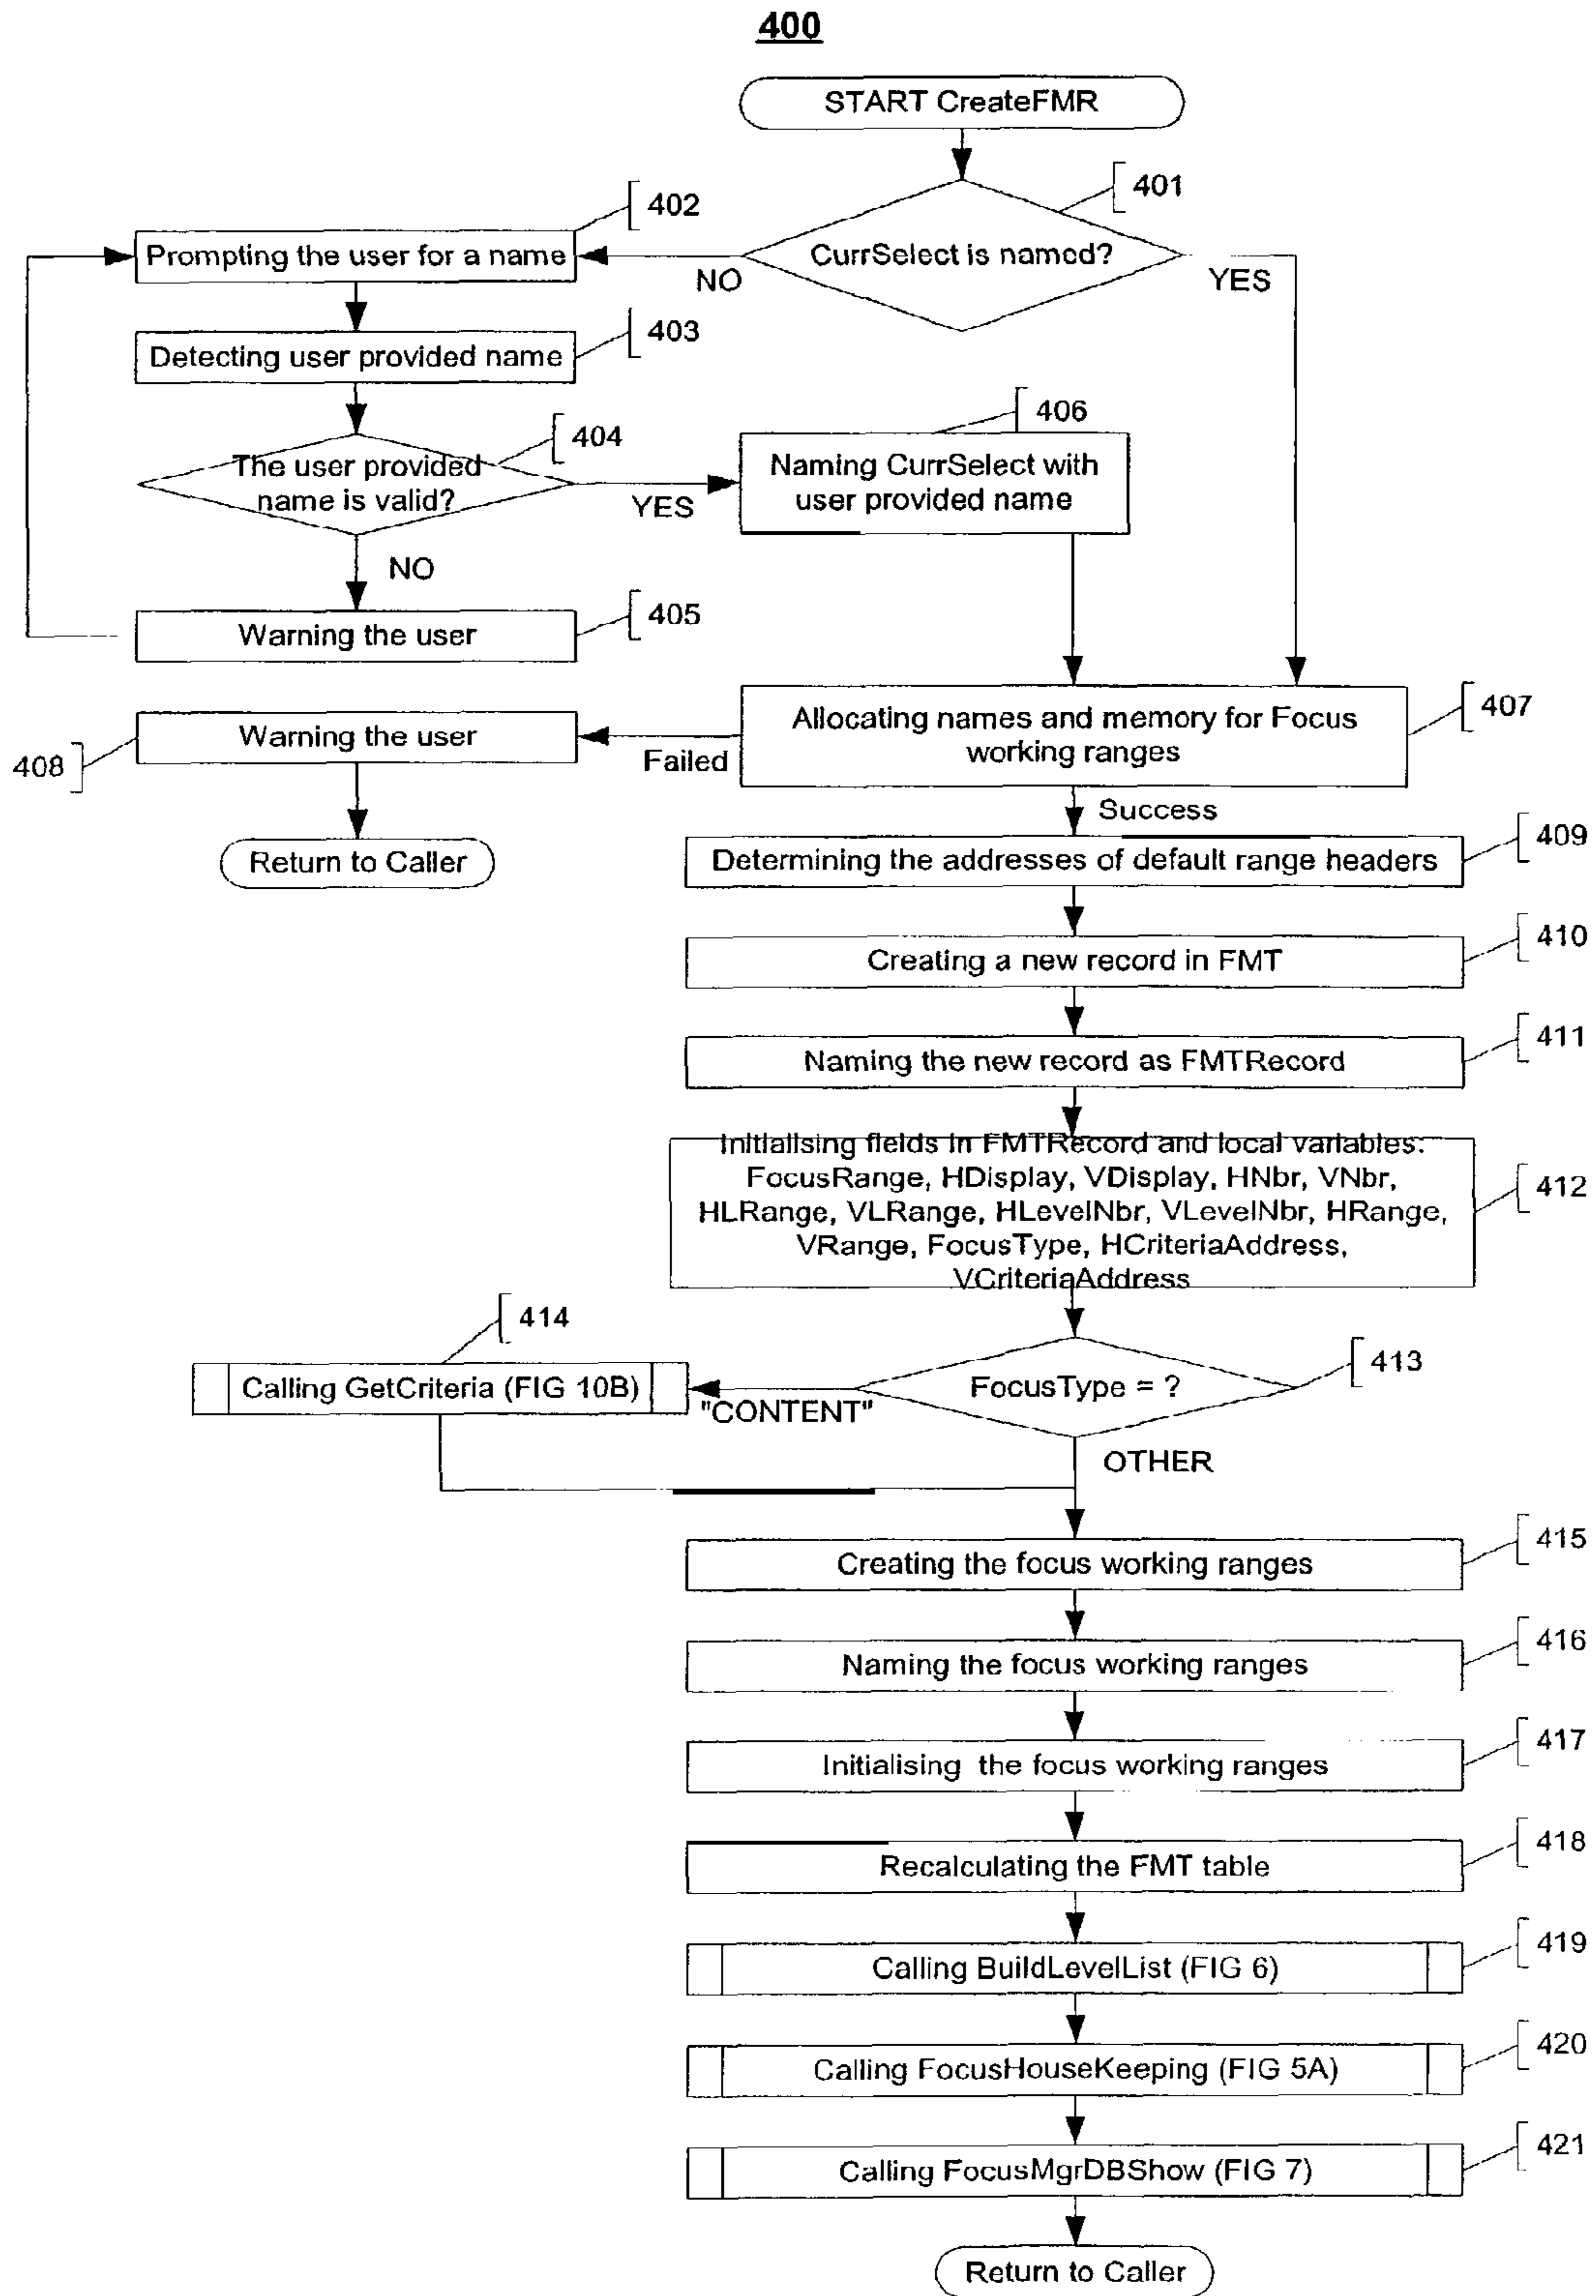 400
START CreateFMR
401
CurrSelect is named?
NO
YES
402
Prompting the user for a name
403
Detecting user provided name
404
The user provided
name is valid?
YES
NO
406
Naming CurrSelect with
user provided name
405
Warning the user
407
Allocating names and memory for Focus
working ranges
Failed
Success
408
Warning the user
Return to Caller
409
Determining the addresses of default range headers
410
Creating a new record in FMT
411
Naming the new record as FMTRecord
412
Initialising fields in FMTRecord and local variables:
FocusRange, HDisplay, VDisplay, HNbr, VNbr,
HLRange, VLRange, HLevelNbr, VLevelNbr, HRange,
VRange, FocusType, HCriteriaAddress,
VCriteriaAddress
413
FocusType = ?
"CONTENT"
OTHER
414
Calling GetCriteria (FIG 10B)
415
Creating the focus working ranges
416
Naming the focus working ranges
417
Initialising the focus working ranges
418
Recalculating the FMT table
419
Calling BuildLevelList (FIG 6)
420
Calling FocusHouseKeeping (FIG 5A)
421
Calling FocusMgrDBShow (FIG 7)
Return to Caller